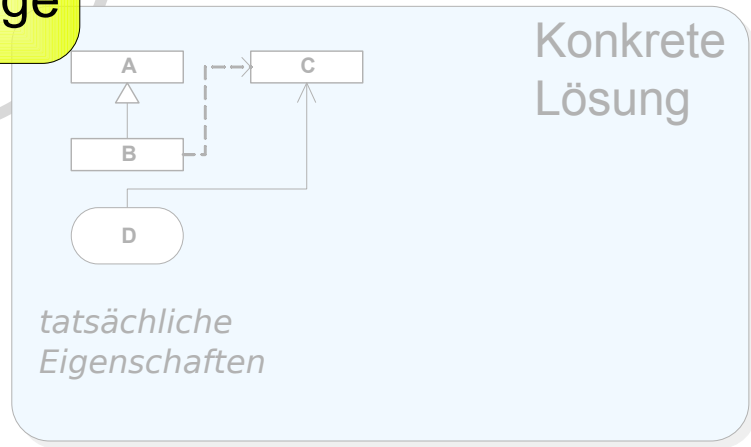 ge
Konkrete
Lösung
A
C
B
D
tatsächliche
Eigenschaften